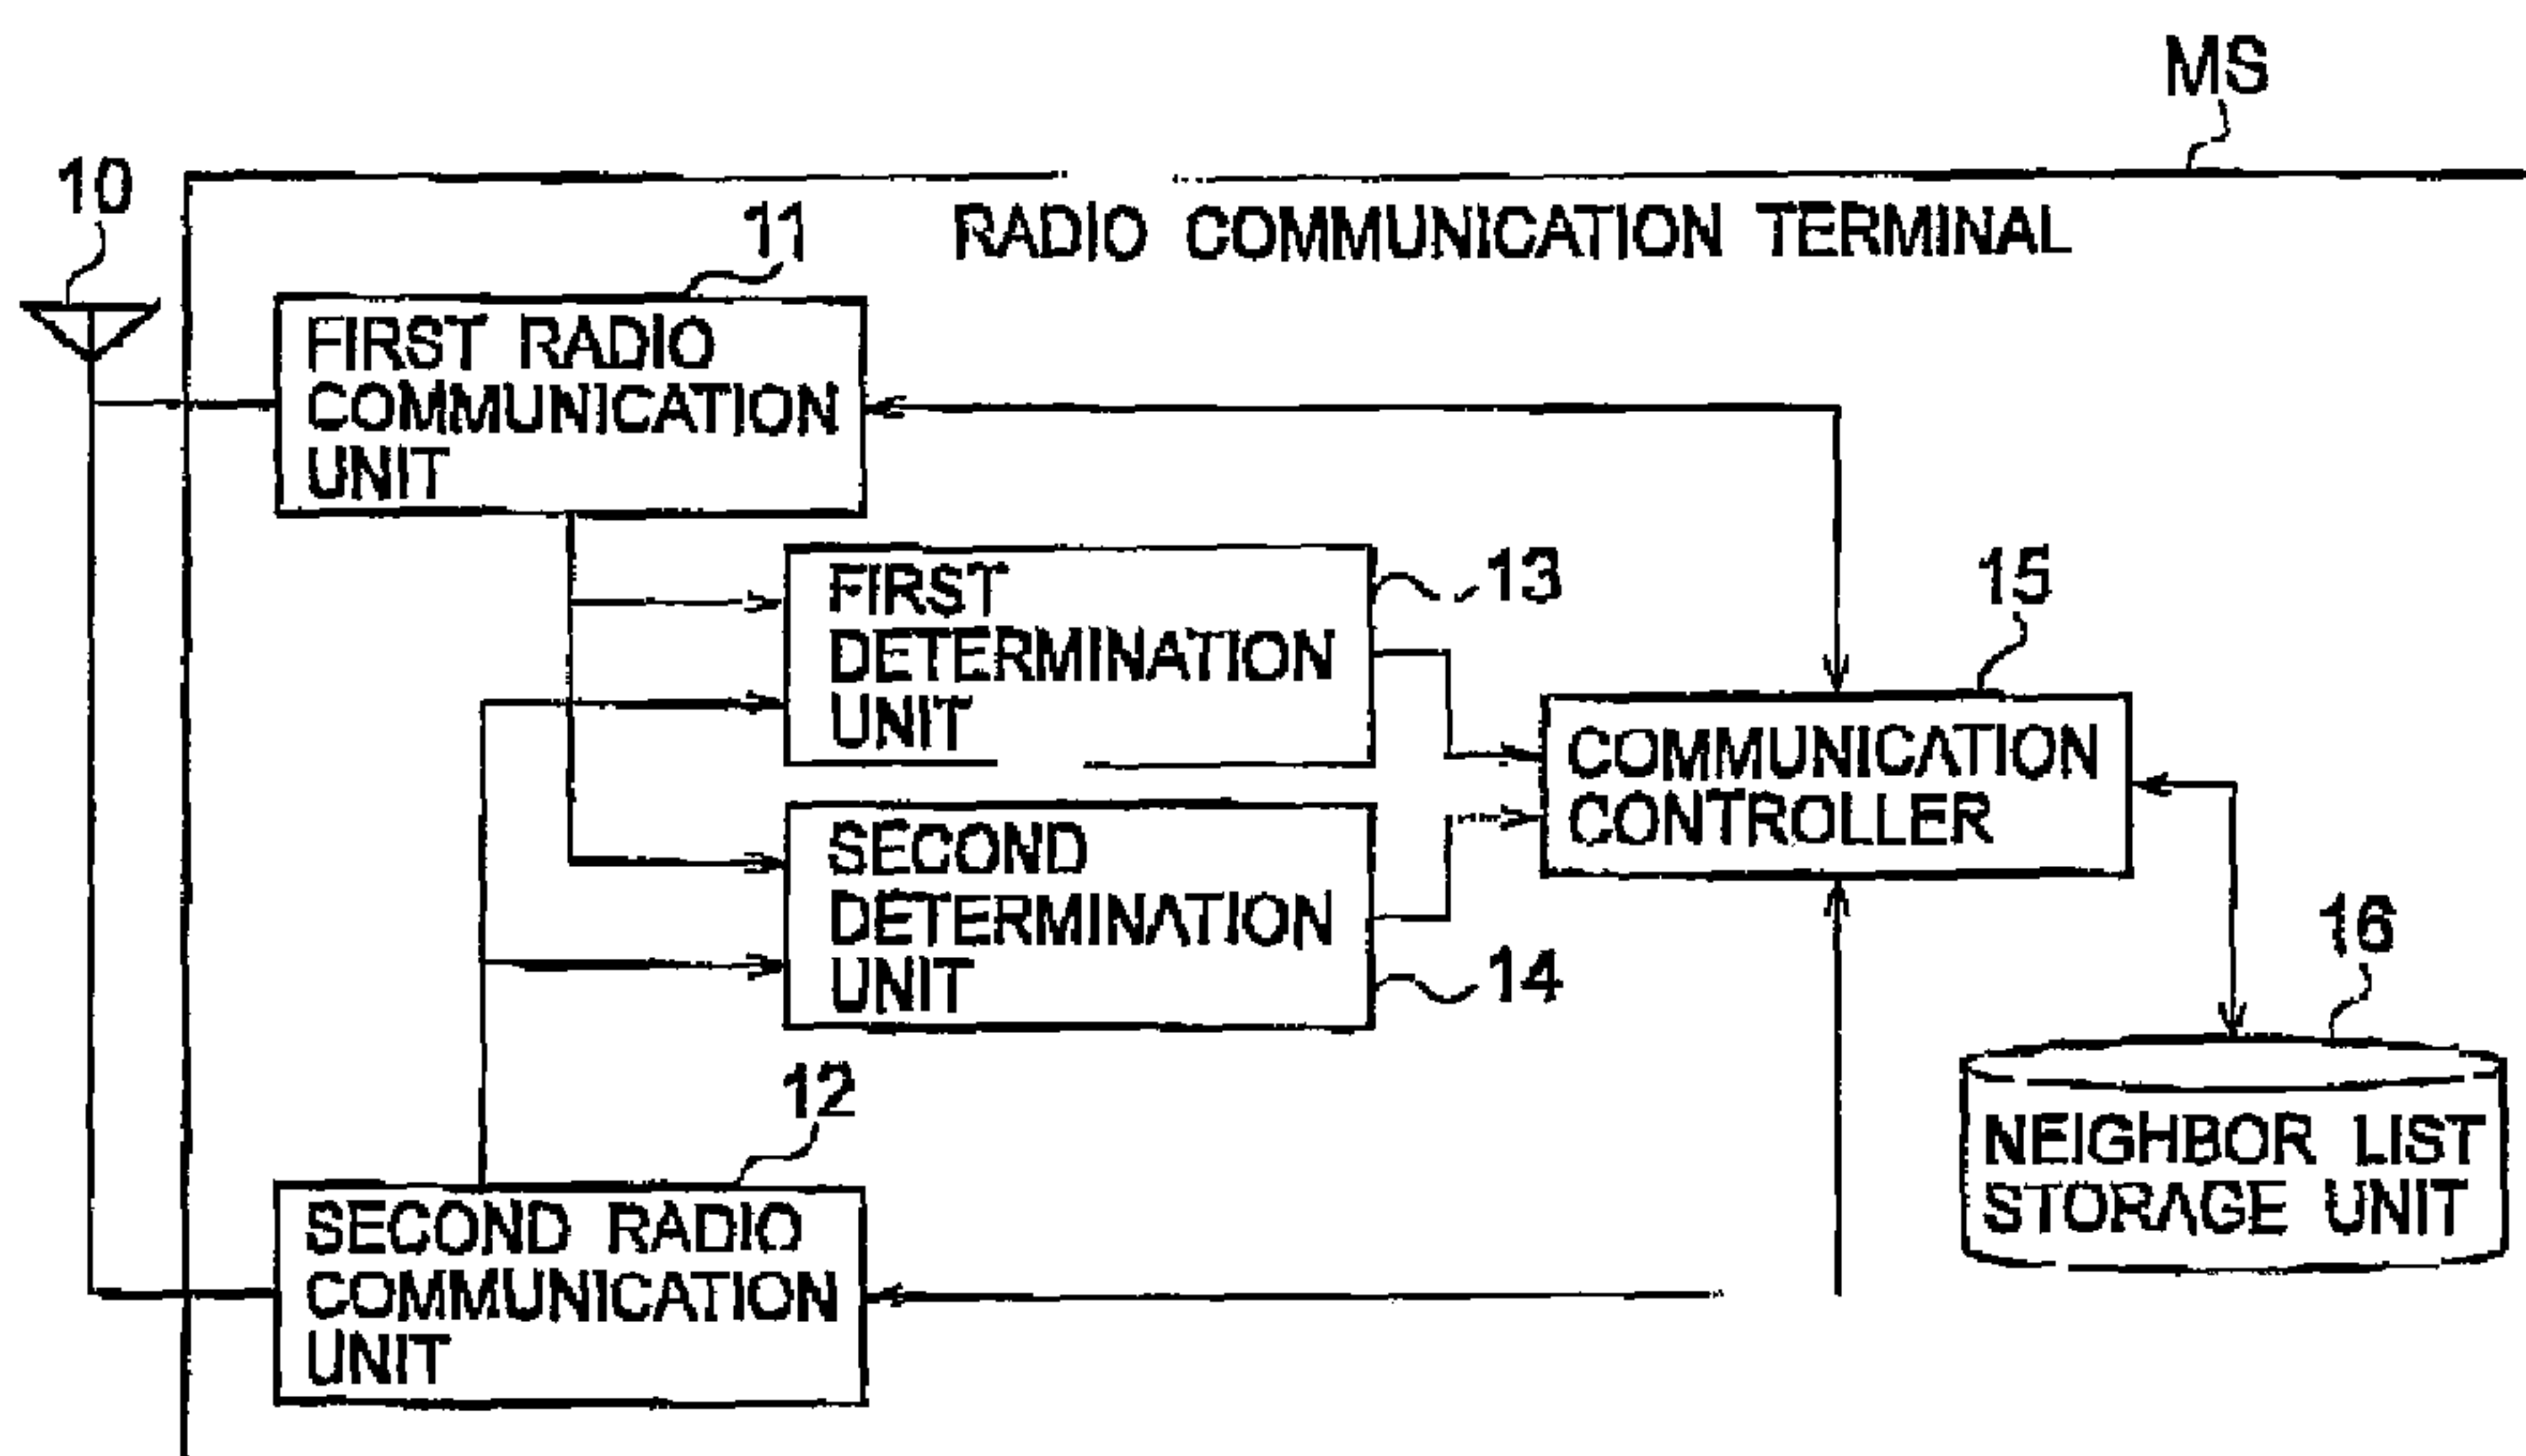 MS
10
11
RADIO COMMUNICATION TERMINAL
FIRST RADIO
COMMUNICATION
UNIT
FIRST
DETERMINATION
UNIT
13
15
COMMUNICATION
CONTROLLER
SECOND
DETERMINATION
UNIT
14
16
12
NEIGHBOR LIST
STORAGE UNIT
SECOND RADIO
COMMUNICATION
UNIT